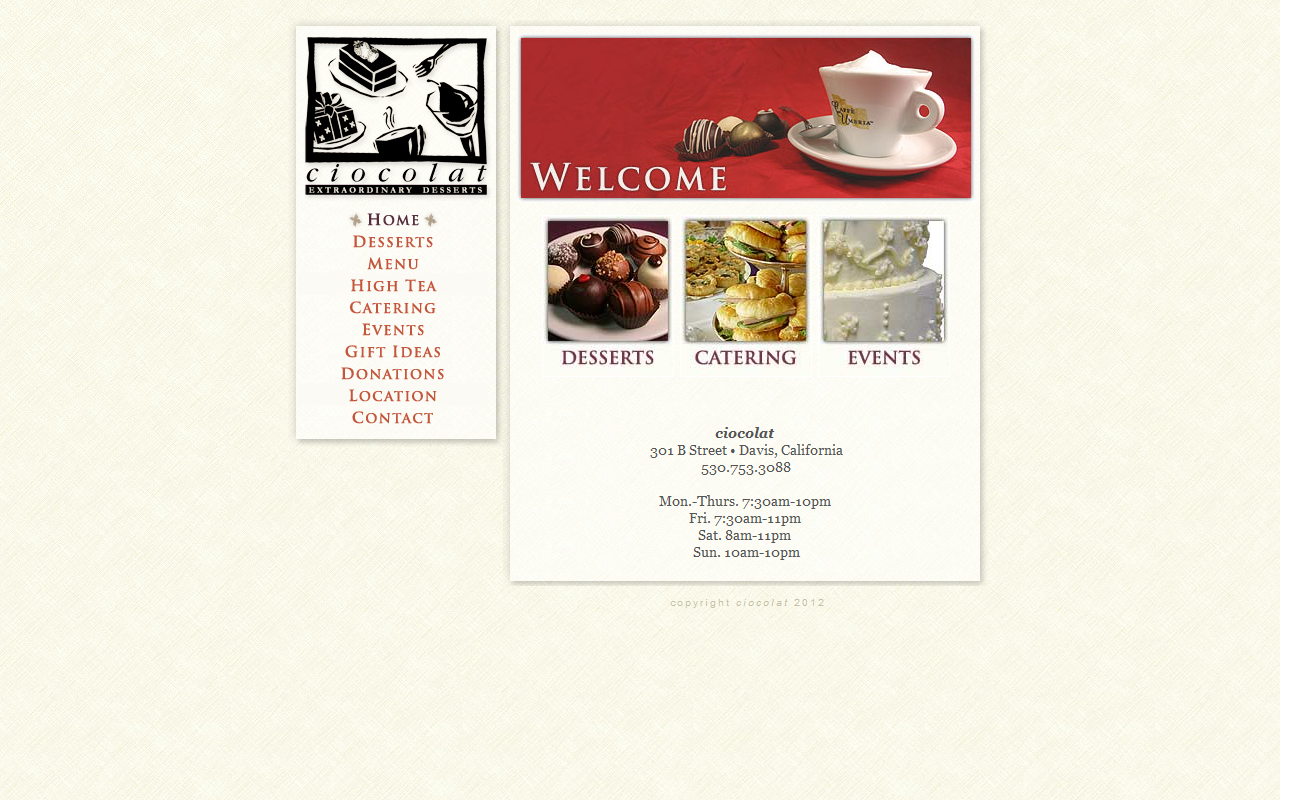 ciocolat
EXTRAORDINARY DESSERTS
HOME
DESSERTS
MENU
HIGH TEA
CATERING
EVENTS
GIFT IDEAS
DONATIONS
LOCATION
CONTACT
CAFFÈ
UMBRIA
WELCOME
DESSERTS
CATERING
EVENTS
ciocolat
301 B Street • Davis, California
530.753.3088
Mon.-Thurs. 7:30am-10pm
Fri. 7:30am-11pm
Sat. 8am-11pm
Sun. 10am-10pm
copyright ciocolat 2012